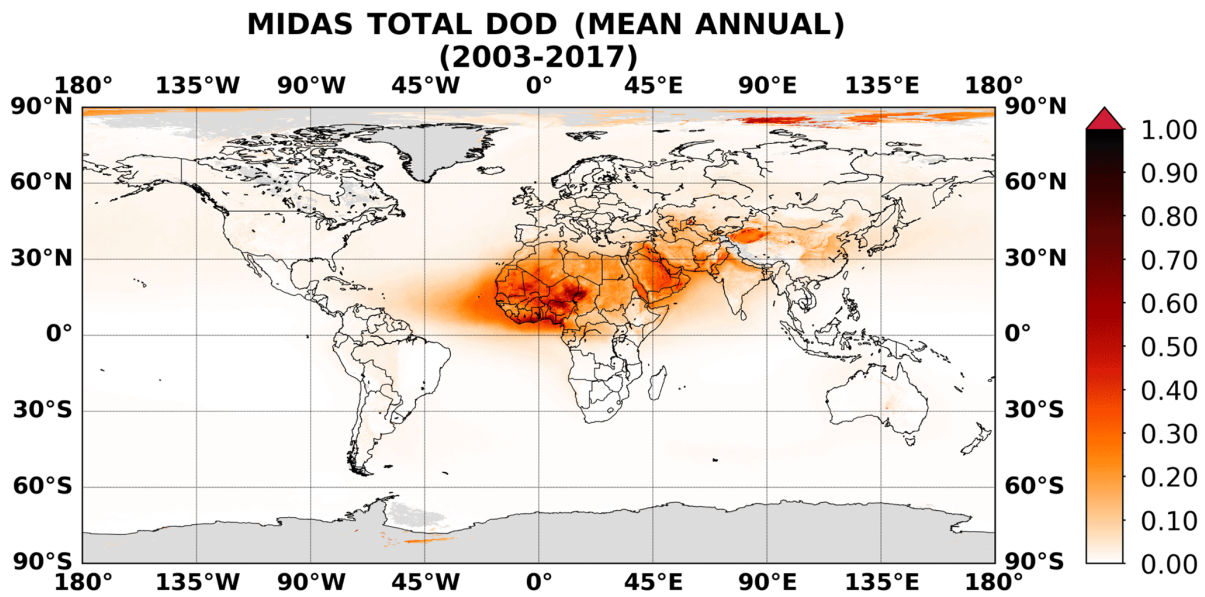 MIDAS TOTAL DOD (MEAN ANNUAL)
(2003-2017)
180° 135°W 90°W 45°W 0° 45°E 90°E 135°E 180°
90°N 90°N
1.00
0.90
60°N 60°N
0.80
0.70
30°N 30°N
0.60
0° 0°
0.50
0.40
30°S 30°S
0.30
60°S 60°S
0.20
0.10
90°S 90°S
0.00
180° 135°W 90°W 45°W 0° 45°E 90°E 135°E 180°